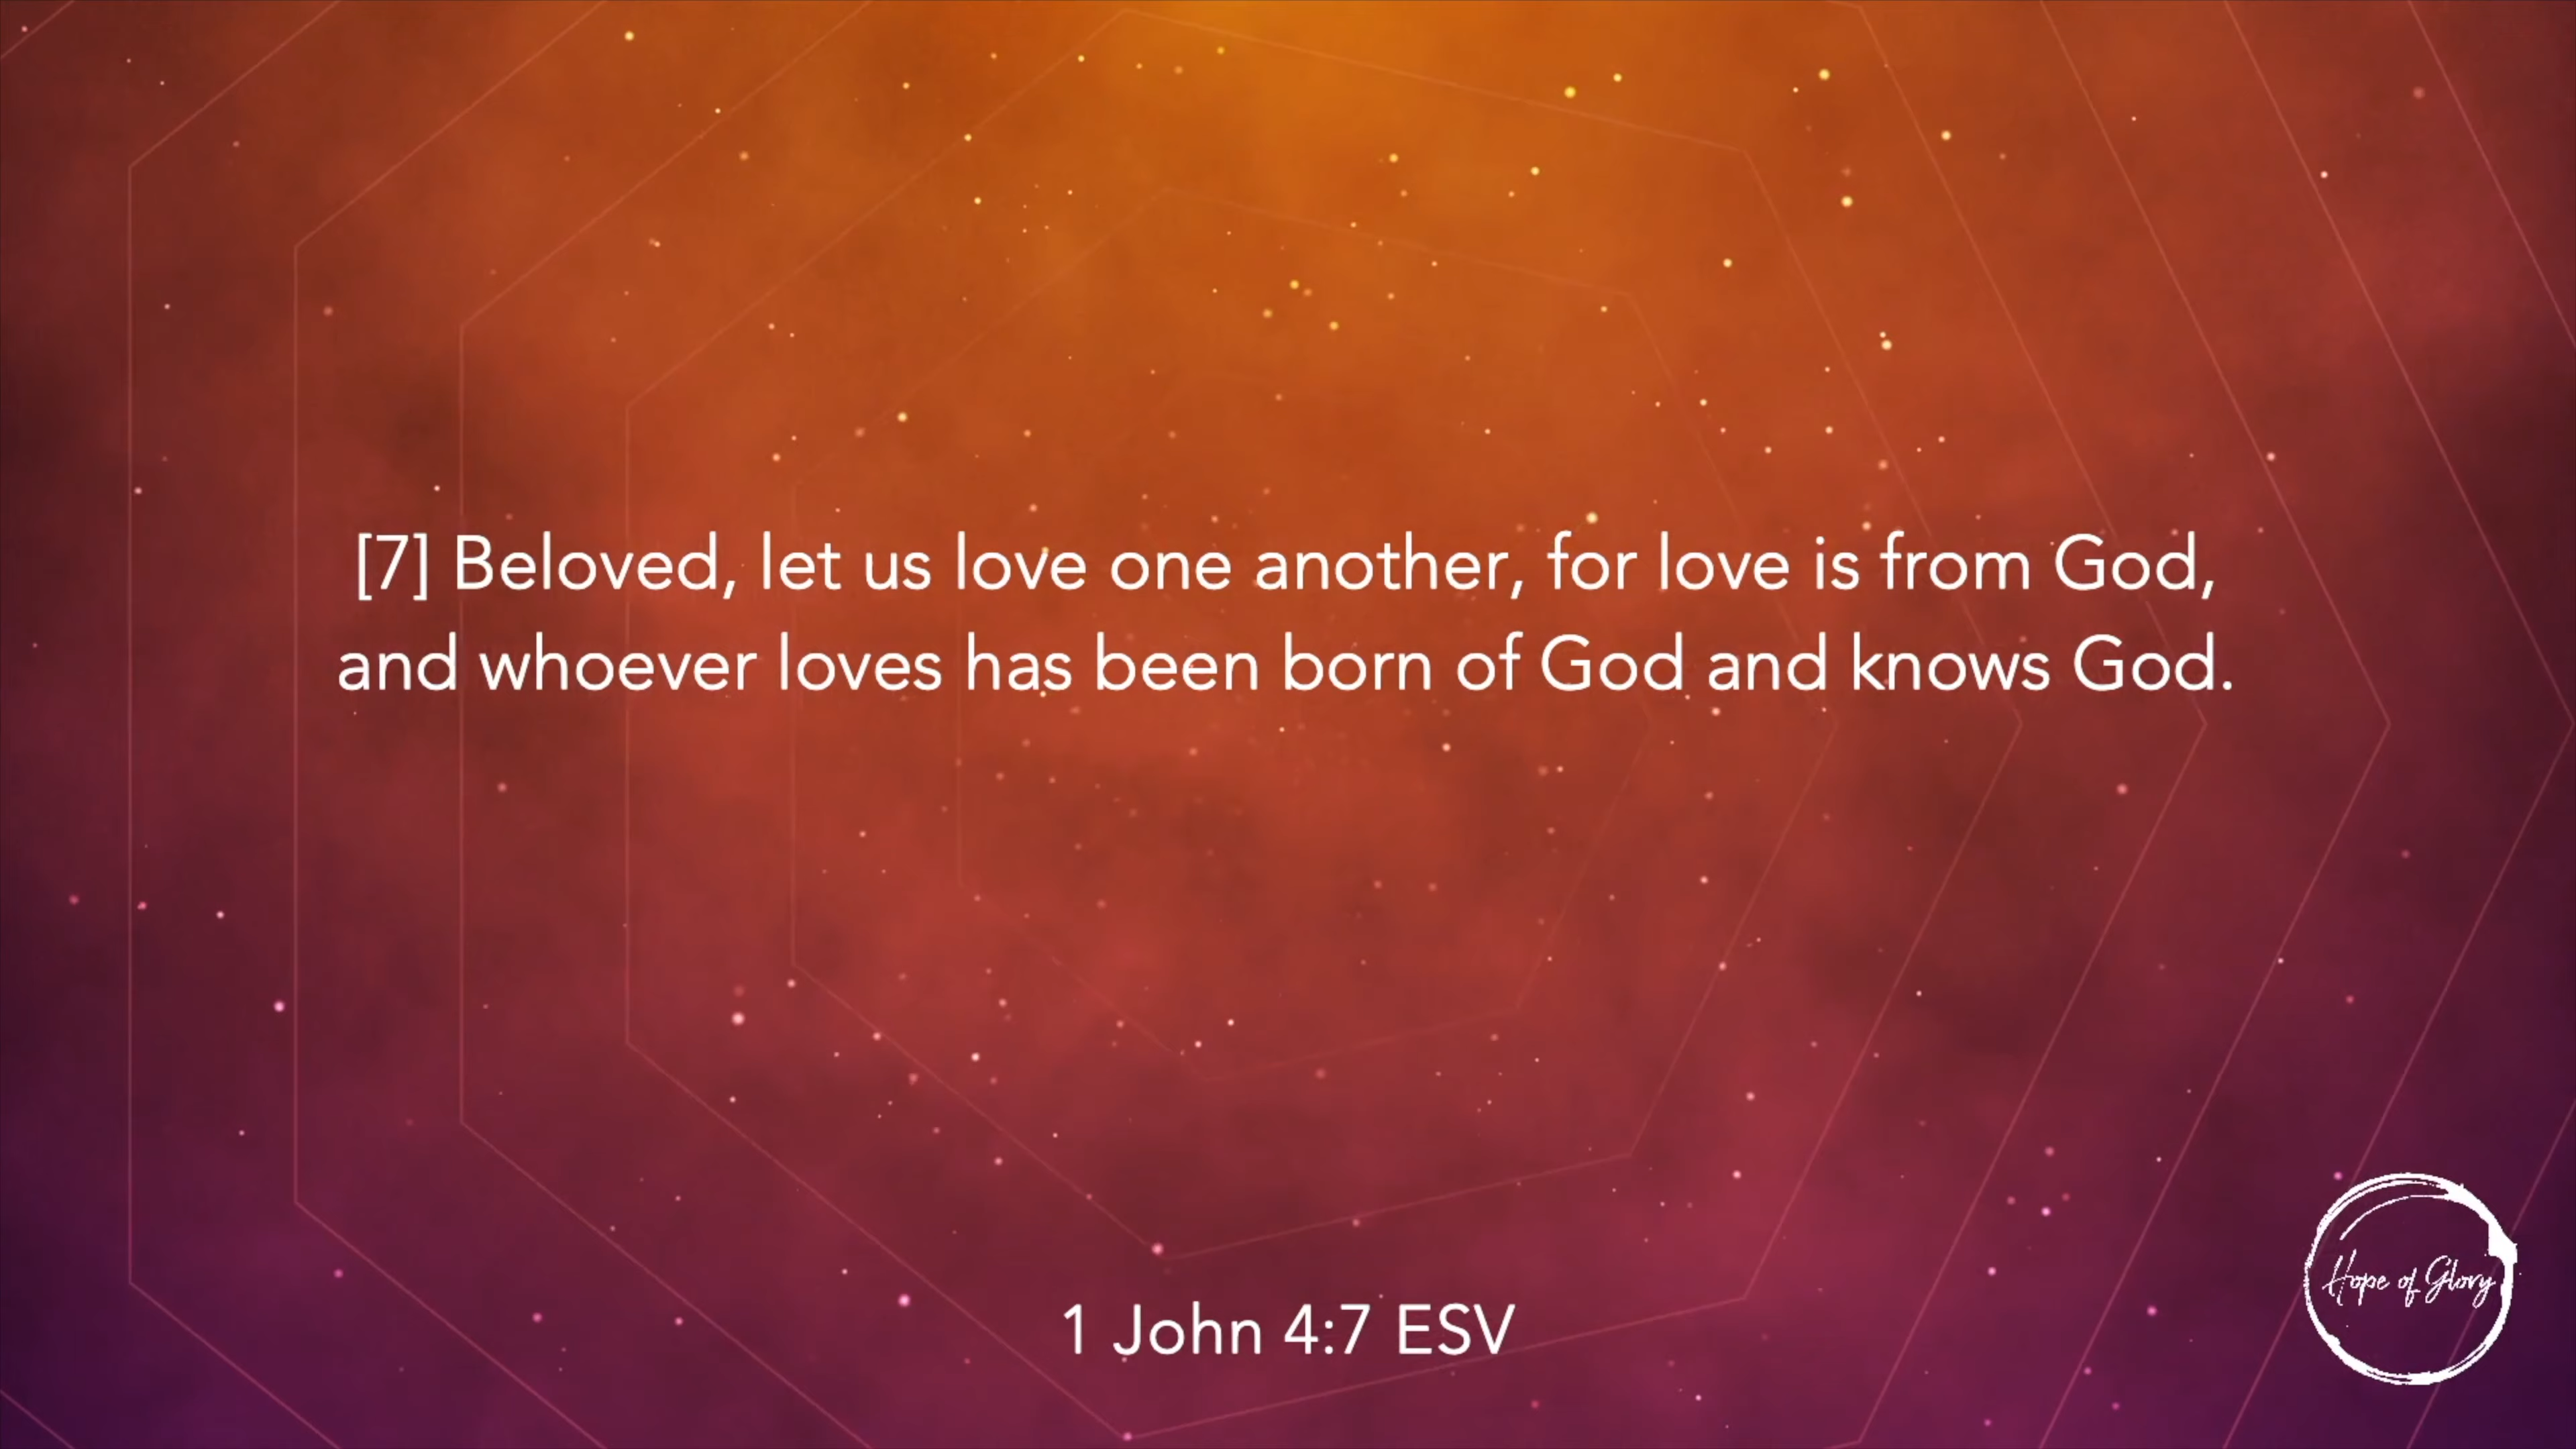 [7] Beloved, let us love one another, for love is from God,
and whoever loves has been born of God and knows God.
1 John 4:7 ESV
Hope of Glory